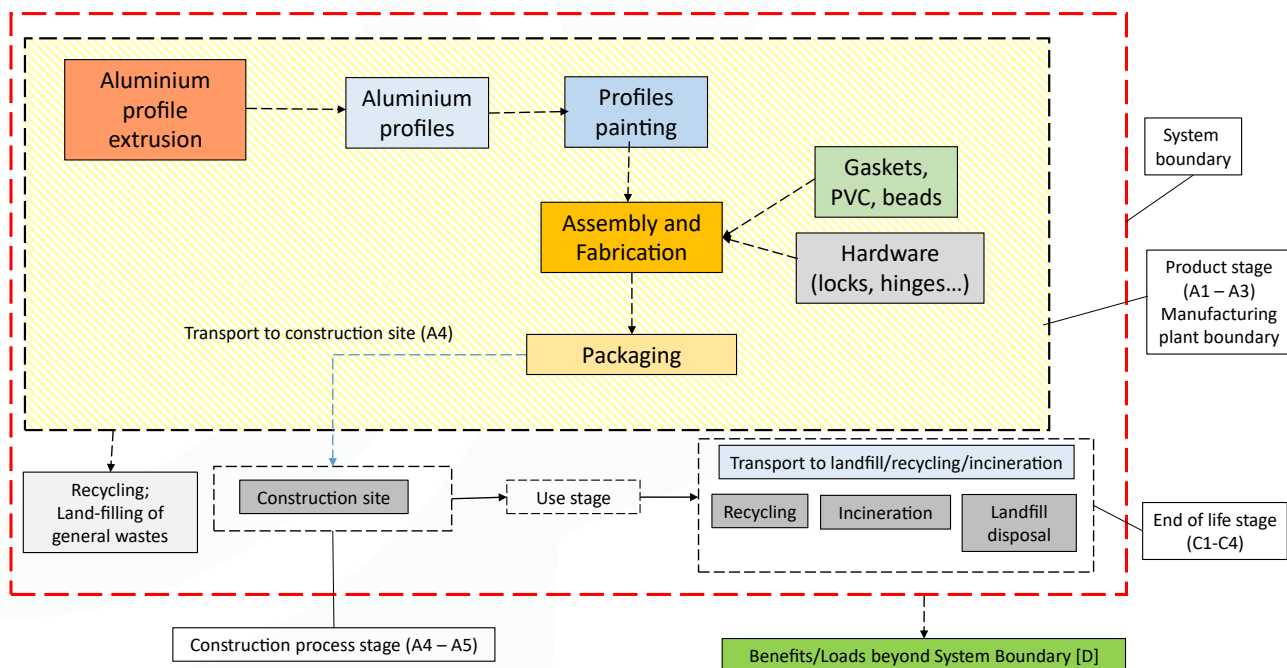 Aluminium
profile
extrusion
Aluminium
profiles
Profiles
painting
Gaskets,
PVC, beads
Assembly and
Fabrication
Hardware
(locks, hinges...)
Transport to construction site (A4)
Packaging
System
boundary
Product stage
(A1 – A3)
Manufacturing
plant boundary
Recycling;
Land-filling of
general wastes
Construction site
Use stage
Transport to landfill/recycling/incineration
Recycling
Incineration
Landfill
disposal
End of life stage
(C1-C4)
Construction process stage (A4 – A5)
Benefits/Loads beyond System Boundary [D]